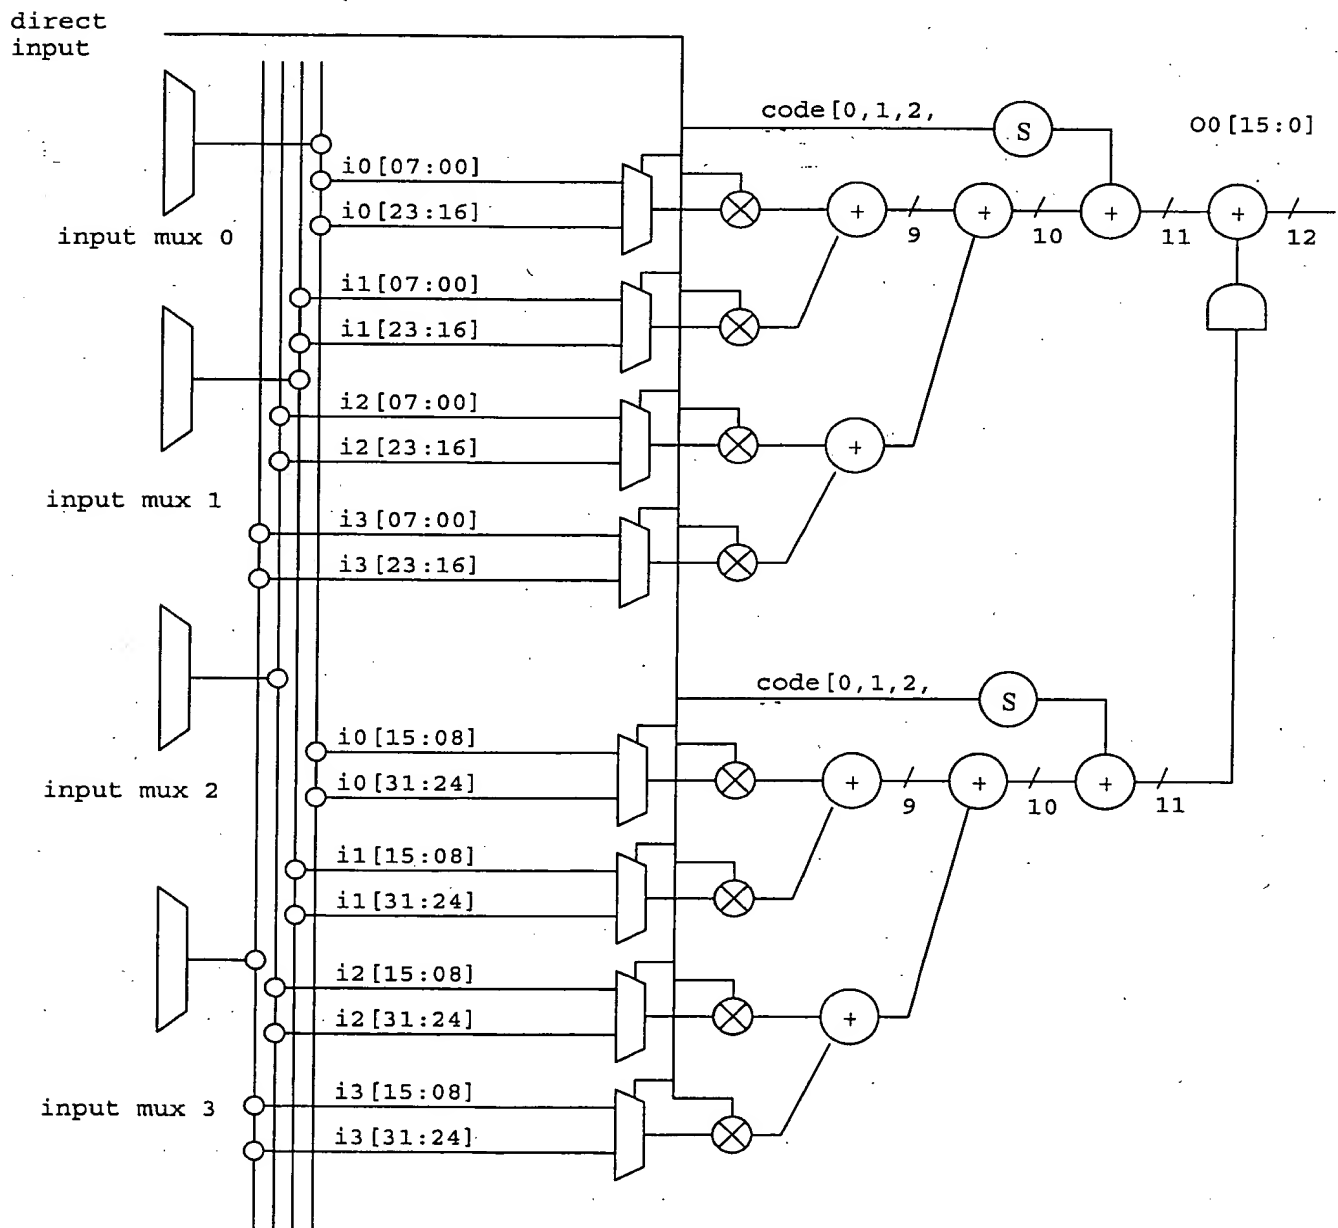 direct
input
code[0,1,2,
S
O0[15:0]
i0[07:00]
i0[23:16]
input mux 0
+
+
+
+
9
10
11
12
i1[07:00]
i1[23:16]
i2[07:00]
i2[23:16]
+
input mux 1
i3[07:00]
i3[23:16]
code[0,1,2,
S
i0[15:08]
i0[31:24]
input mux 2
+
+
+
9
10
11
i1[15:08]
i1[31:24]
i2[15:08]
i2[31:24]
+
input mux 3
i3[15:08]
i3[31:24]